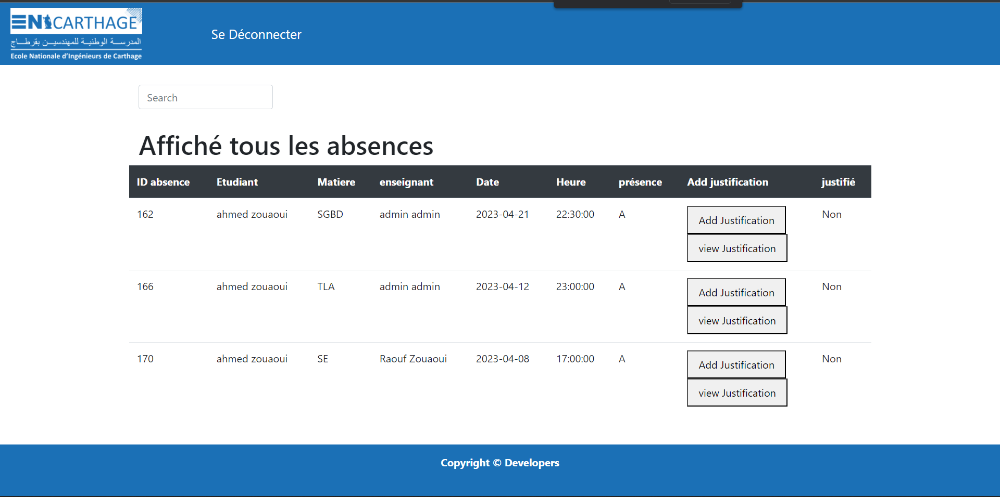 ENICARTHAGE
المدرسة الوطنية للمهندسين بقرطاج
Ecole Nationale d'Ingénieurs de Carthage
Se Déconnecter
Search
Affiché tous les absences
ID absence Etudiant Matiere enseignant Date Heure présence Add justification justifié
162 ahmed zouaoui SGBD admin admin 2023-04-21 22:30:00 A Add Justification Non
view Justification
166 ahmed zouaoui TLA admin admin 2023-04-12 23:00:00 A Add Justification Non
view Justification
170 ahmed zouaoui SE Raouf Zouaoui 2023-04-08 17:00:00 A Add Justification Non
view Justification
Copyright © Developers